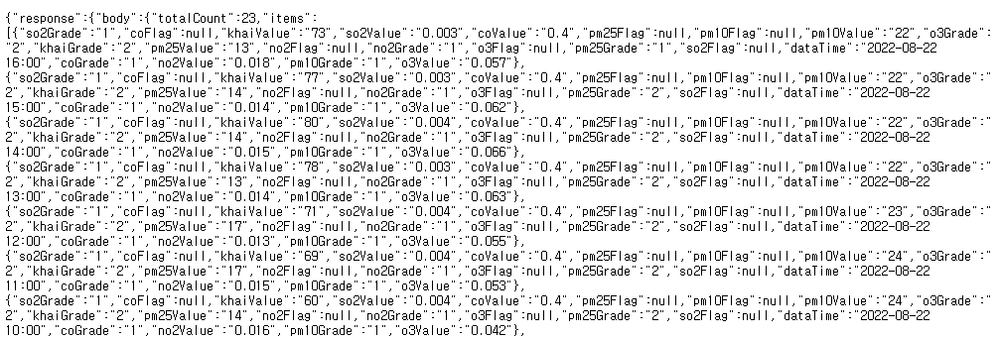 {"response":{"body":{"totalCount":23,"items":
[{"so2Grade":"1","coFlag":null,"khaiValue":"73","so2Value":"0.003","coValue":"0.4","pm25Flag":null,"pm10Flag":null,"pm10Value":"22","o3Grade":
"2","khaiGrade":"2","pm25Value":"13","no2Flag":null,"no2Grade":"1","o3Flag":null,"pm25Grade":"1","so2Flag":null,"dataTime":"2022-08-22
16:00","coGrade":"1","no2Value":"0.018","pm10Grade":"1","o3Value":"0.057"},
{"so2Grade":"1","coFlag":null,"khaiValue":"77","so2Value":"0.003","coValue":"0.4","pm25Flag":null,"pm10Flag":null,"pm10Value":"22","o3Grade":"
2","khaiGrade":"2","pm25Value":"14","no2Flag":null,"no2Grade":"1","o3Flag":null,"pm25Grade":"2","so2Flag":null,"dataTime":"2022-08-22
15:00","coGrade":"1","no2Value":"0.014","pm10Grade":"1","o3Value":"0.062"},
{"so2Grade":"1","coFlag":null,"khaiValue":"80","so2Value":"0.004","coValue":"0.4","pm25Flag":null,"pm10Flag":null,"pm10Value":"22","o3Grade":"
2","khaiGrade":"2","pm25Value":"14","no2Flag":null,"no2Grade":"1","o3Flag":null,"pm25Grade":"2","so2Flag":null,"dataTime":"2022-08-22
14:00","coGrade":"1","no2Value":"0.015","pm10Grade":"1","o3Value":"0.066"},
{"so2Grade":"1","coFlag":null,"khaiValue":"78","so2Value":"0.003","coValue":"0.4","pm25Flag":null,"pm10Flag":null,"pm10Value":"22","o3Grade":"
2","khaiGrade":"2","pm25Value":"13","no2Flag":null,"no2Grade":"1","o3Flag":null,"pm25Grade":"2","so2Flag":null,"dataTime":"2022-08-22
13:00","coGrade":"1","no2Value":"0.014","pm10Grade":"1","o3Value":"0.063"},
{"so2Grade":"1","coFlag":null,"khaiValue":"71","so2Value":"0.004","coValue":"0.4","pm25Flag":null,"pm10Flag":null,"pm10Value":"23","o3Grade":"
2","khaiGrade":"2","pm25Value":"17","no2Flag":null,"no2Grade":"1","o3Flag":null,"pm25Grade":"2","so2Flag":null,"dataTime":"2022-08-22
12:00","coGrade":"1","no2Value":"0.013","pm10Grade":"1","o3Value":"0.055"},
{"so2Grade":"1","coFlag":null,"khaiValue":"69","so2Value":"0.004","coValue":"0.4","pm25Flag":null,"pm10Flag":null,"pm10Value":"24","o3Grade":"
2","khaiGrade":"2","pm25Value":"17","no2Flag":null,"no2Grade":"1","o3Flag":null,"pm25Grade":"2","so2Flag":null,"dataTime":"2022-08-22
11:00","coGrade":"1","no2Value":"0.015","pm10Grade":"1","o3Value":"0.053"},
{"so2Grade":"1","coFlag":null,"khaiValue":"60","so2Value":"0.004","coValue":"0.4","pm25Flag":null,"pm10Flag":null,"pm10Value":"24","o3Grade":"
2","khaiGrade":"2","pm25Value":"14","no2Flag":null,"no2Grade":"1","o3Flag":null,"pm25Grade":"2","so2Flag":null,"dataTime":"2022-08-22
10:00","coGrade":"1","no2Value":"0.016","pm10Grade":"1","o3Value":"0.042"},